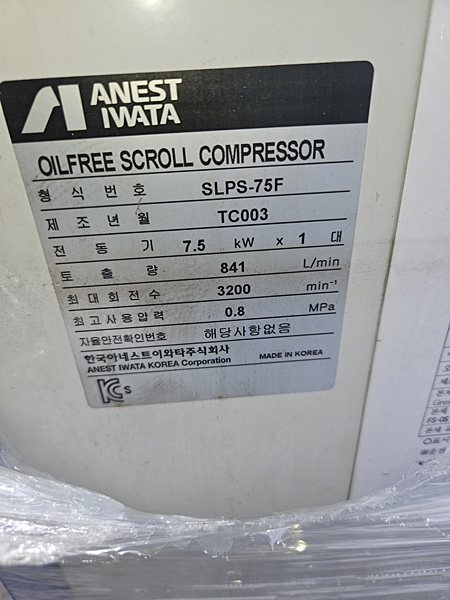 ANEST
IWATA
OILFREE SCROLL COMPRESSOR
형 식 번 호 SLPS-75F
제 조 년 월 TC003
전 동 기 7.5 kW x 1 대
토 출 량 841 L/min
최 대 회 전 수 3200 min⁻¹
최 고 사 용 압 력 0.8 MPa
자율안전확인번호 해당사항없음
한국아네스트이와타주식회사
ANEST IWATA KOREA Corporation MADE IN KOREA
KCs